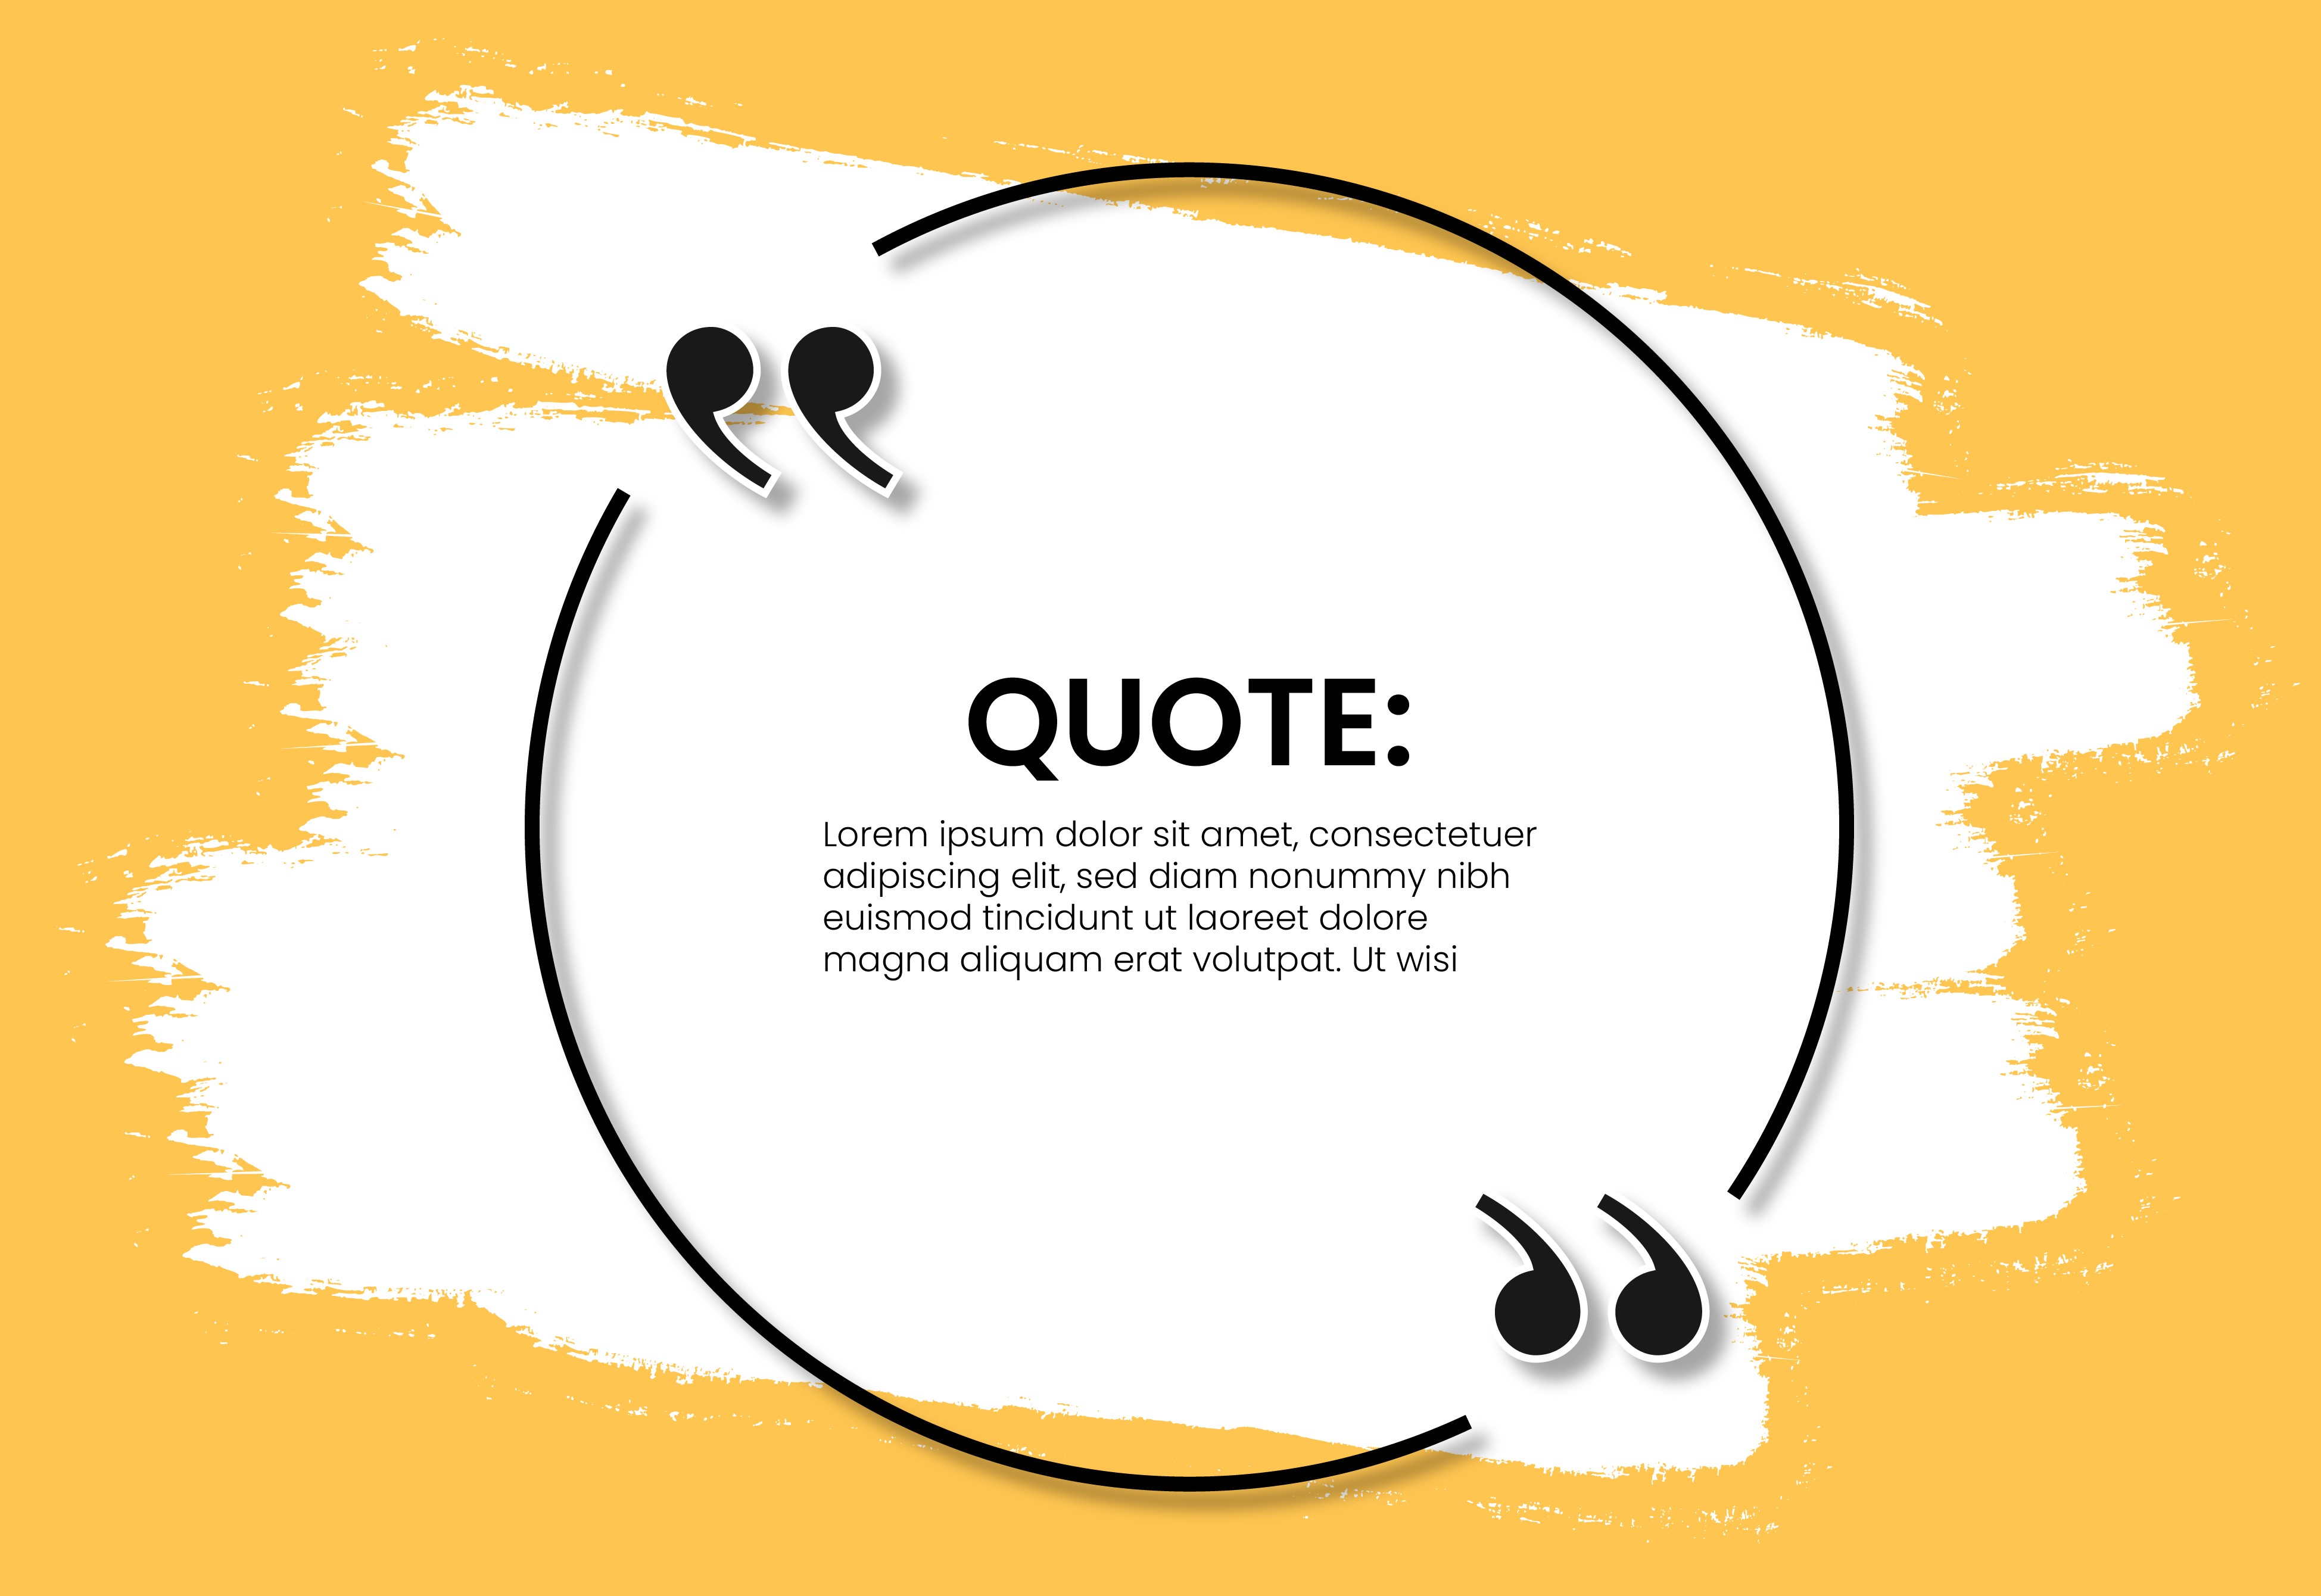 QUOTE:
Lorem ipsum dolor sit amet, consectetuer
adipiscing elit, sed diam nonummy nibh
euismod tincidunt ut laoreet dolore
magna aliquam erat volutpat. Ut wisi